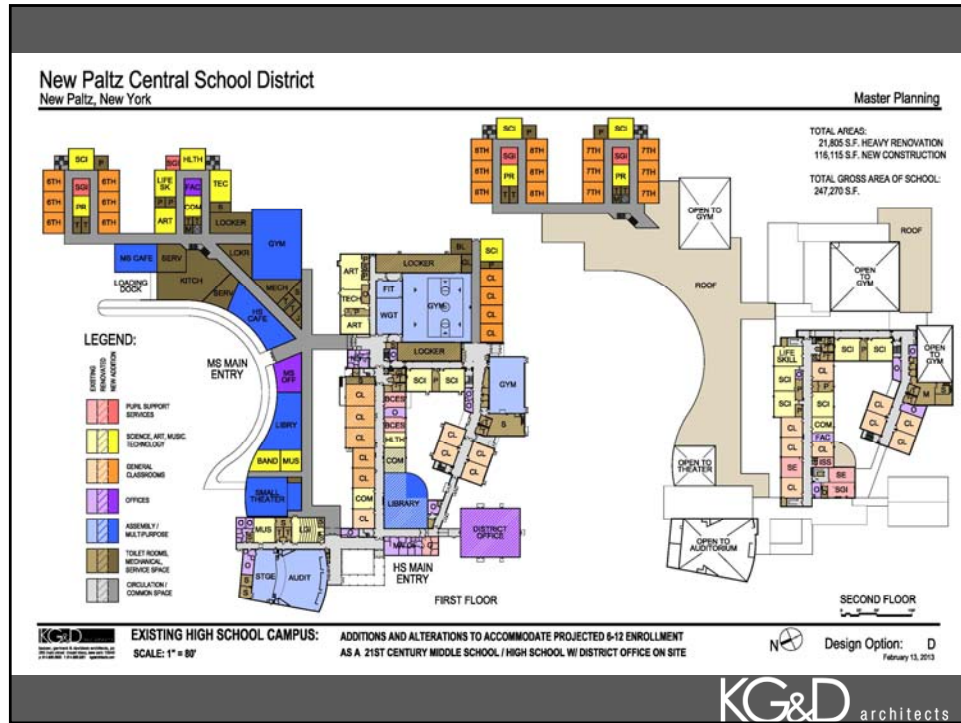 New Paltz Central School District
New Paltz, New York
Master Planning
TOTAL AREAS:
21,805 S.F. HEAVY RENOVATION
116,115 S.F. NEW CONSTRUCTION
TOTAL GROSS AREA OF SCHOOL:
247,270 S.F.
SCI P
6TH SGI 6TH
6TH PR 6TH
6TH T T 6TH
SGI HLTH
LIFE SK FAC TEC
P P COM S
ART T T M LOCKER
GYM
MS CAFE SERV LCKR
LOADING DOCK
KITCH
MECH S
SERV
HS CAFE
MS MAIN ENTRY
MS OFF
LIBRY
BAND MUS
SMALL THEATER
MUS LGI
STGE AUDIT
S
S
ART LOCKER BL SCI
FIT GYM P
TECH WGT CL
CL
ART CL
LOCKER CL
SCI P SCI
GYM
S
CL BCES
CL O
CL BCES
CL HLTH
CL COM
COM
CL
CL
CL
CL
CL
LIBRARY
DISTRICT OFFICE
HS MAIN ENTRY
FIRST FLOOR
SCI P
8TH SGI 8TH
8TH PR 8TH
8TH T T 8TH
P SCI
7TH SGI 7TH
7TH PR 7TH
7TH T T M 7TH
OPEN TO GYM
ROOF
ROOF
OPEN TO GYM
OPEN TO GYM
LIFE SKILL
SCI
SCI
CL
CL
SE
CL
SCI P SCI
CL
P
SCI
COM
FAC
CL
ISS
SE
SGI
CL
CL
CL
CL
O
M
S
OPEN TO THEATER
OPEN TO AUDITORIUM
SECOND FLOOR
LEGEND:
EXISTING
RENOVATED
NEW ADDITION
PUPIL SUPPORT SERVICES
SCIENCE, ART, MUSIC, TECHNOLOGY
GENERAL CLASSROOMS
OFFICES
ASSEMBLY / MULTIPURPOSE
TOILET ROOMS, MECHANICAL, SERVICE SPACE
CIRCULATION / COMMON SPACE
KG&D
EXISTING HIGH SCHOOL CAMPUS:
SCALE: 1" = 80'
ADDITIONS AND ALTERATIONS TO ACCOMMODATE PROJECTED 6-12 ENROLLMENT
AS A 21ST CENTURY MIDDLE SCHOOL / HIGH SCHOOL W/ DISTRICT OFFICE ON SITE
N
Design Option: D
February 13, 2013
KG&D architects